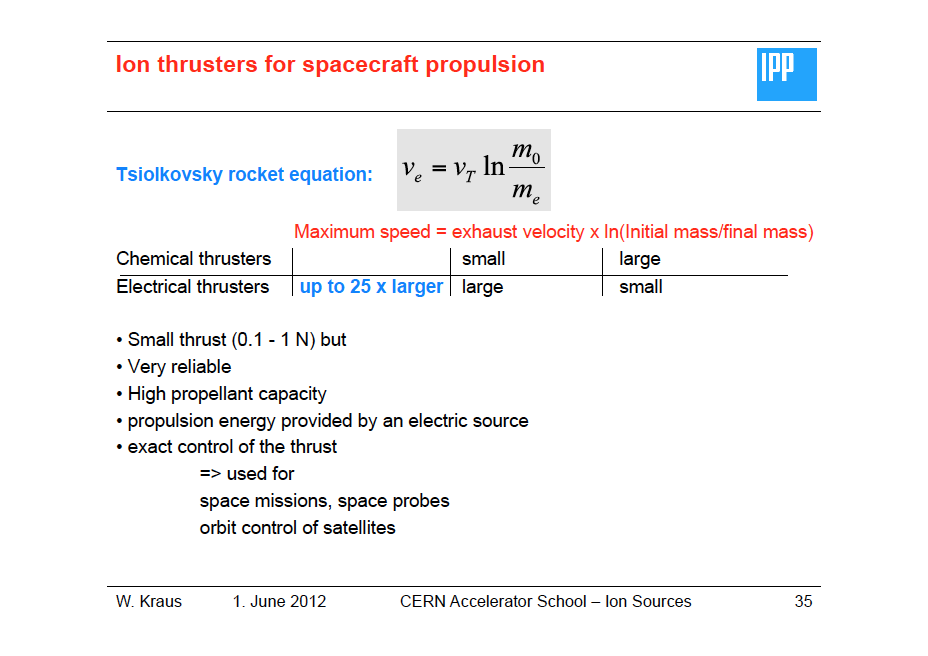 Ion thrusters for spacecraft propulsion
IPP
Tsiolkovsky rocket equation: v_e = v_T ln m_0/m_e
Maximum speed = exhaust velocity x ln(Initial mass/final mass)
Chemical thrusters small large
Electrical thrusters up to 25 x larger large small
• Small thrust (0.1 - 1 N) but
• Very reliable
• High propellant capacity
• propulsion energy provided by an electric source
• exact control of the thrust
=> used for
space missions, space probes
orbit control of satellites
W. Kraus 1. June 2012 CERN Accelerator School – Ion Sources 35